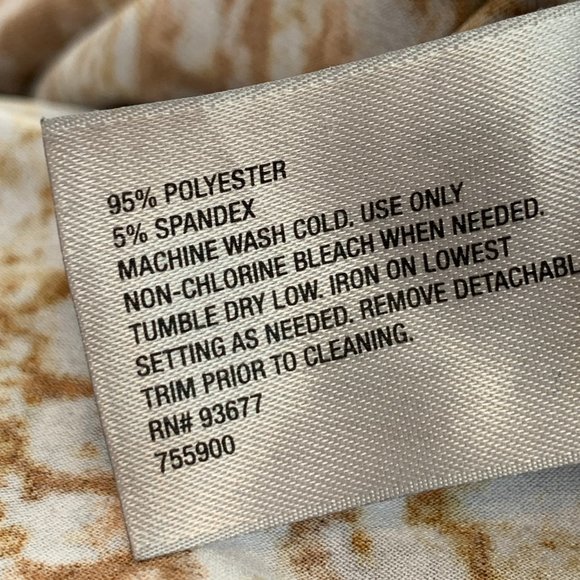 95% POLYESTER
5% SPANDEX
MACHINE WASH COLD. USE ONLY
NON-CHLORINE BLEACH WHEN NEEDED.
TUMBLE DRY LOW. IRON ON LOWEST
SETTING AS NEEDED. REMOVE DETACHABL
TRIM PRIOR TO CLEANING.
RN# 93677
755900